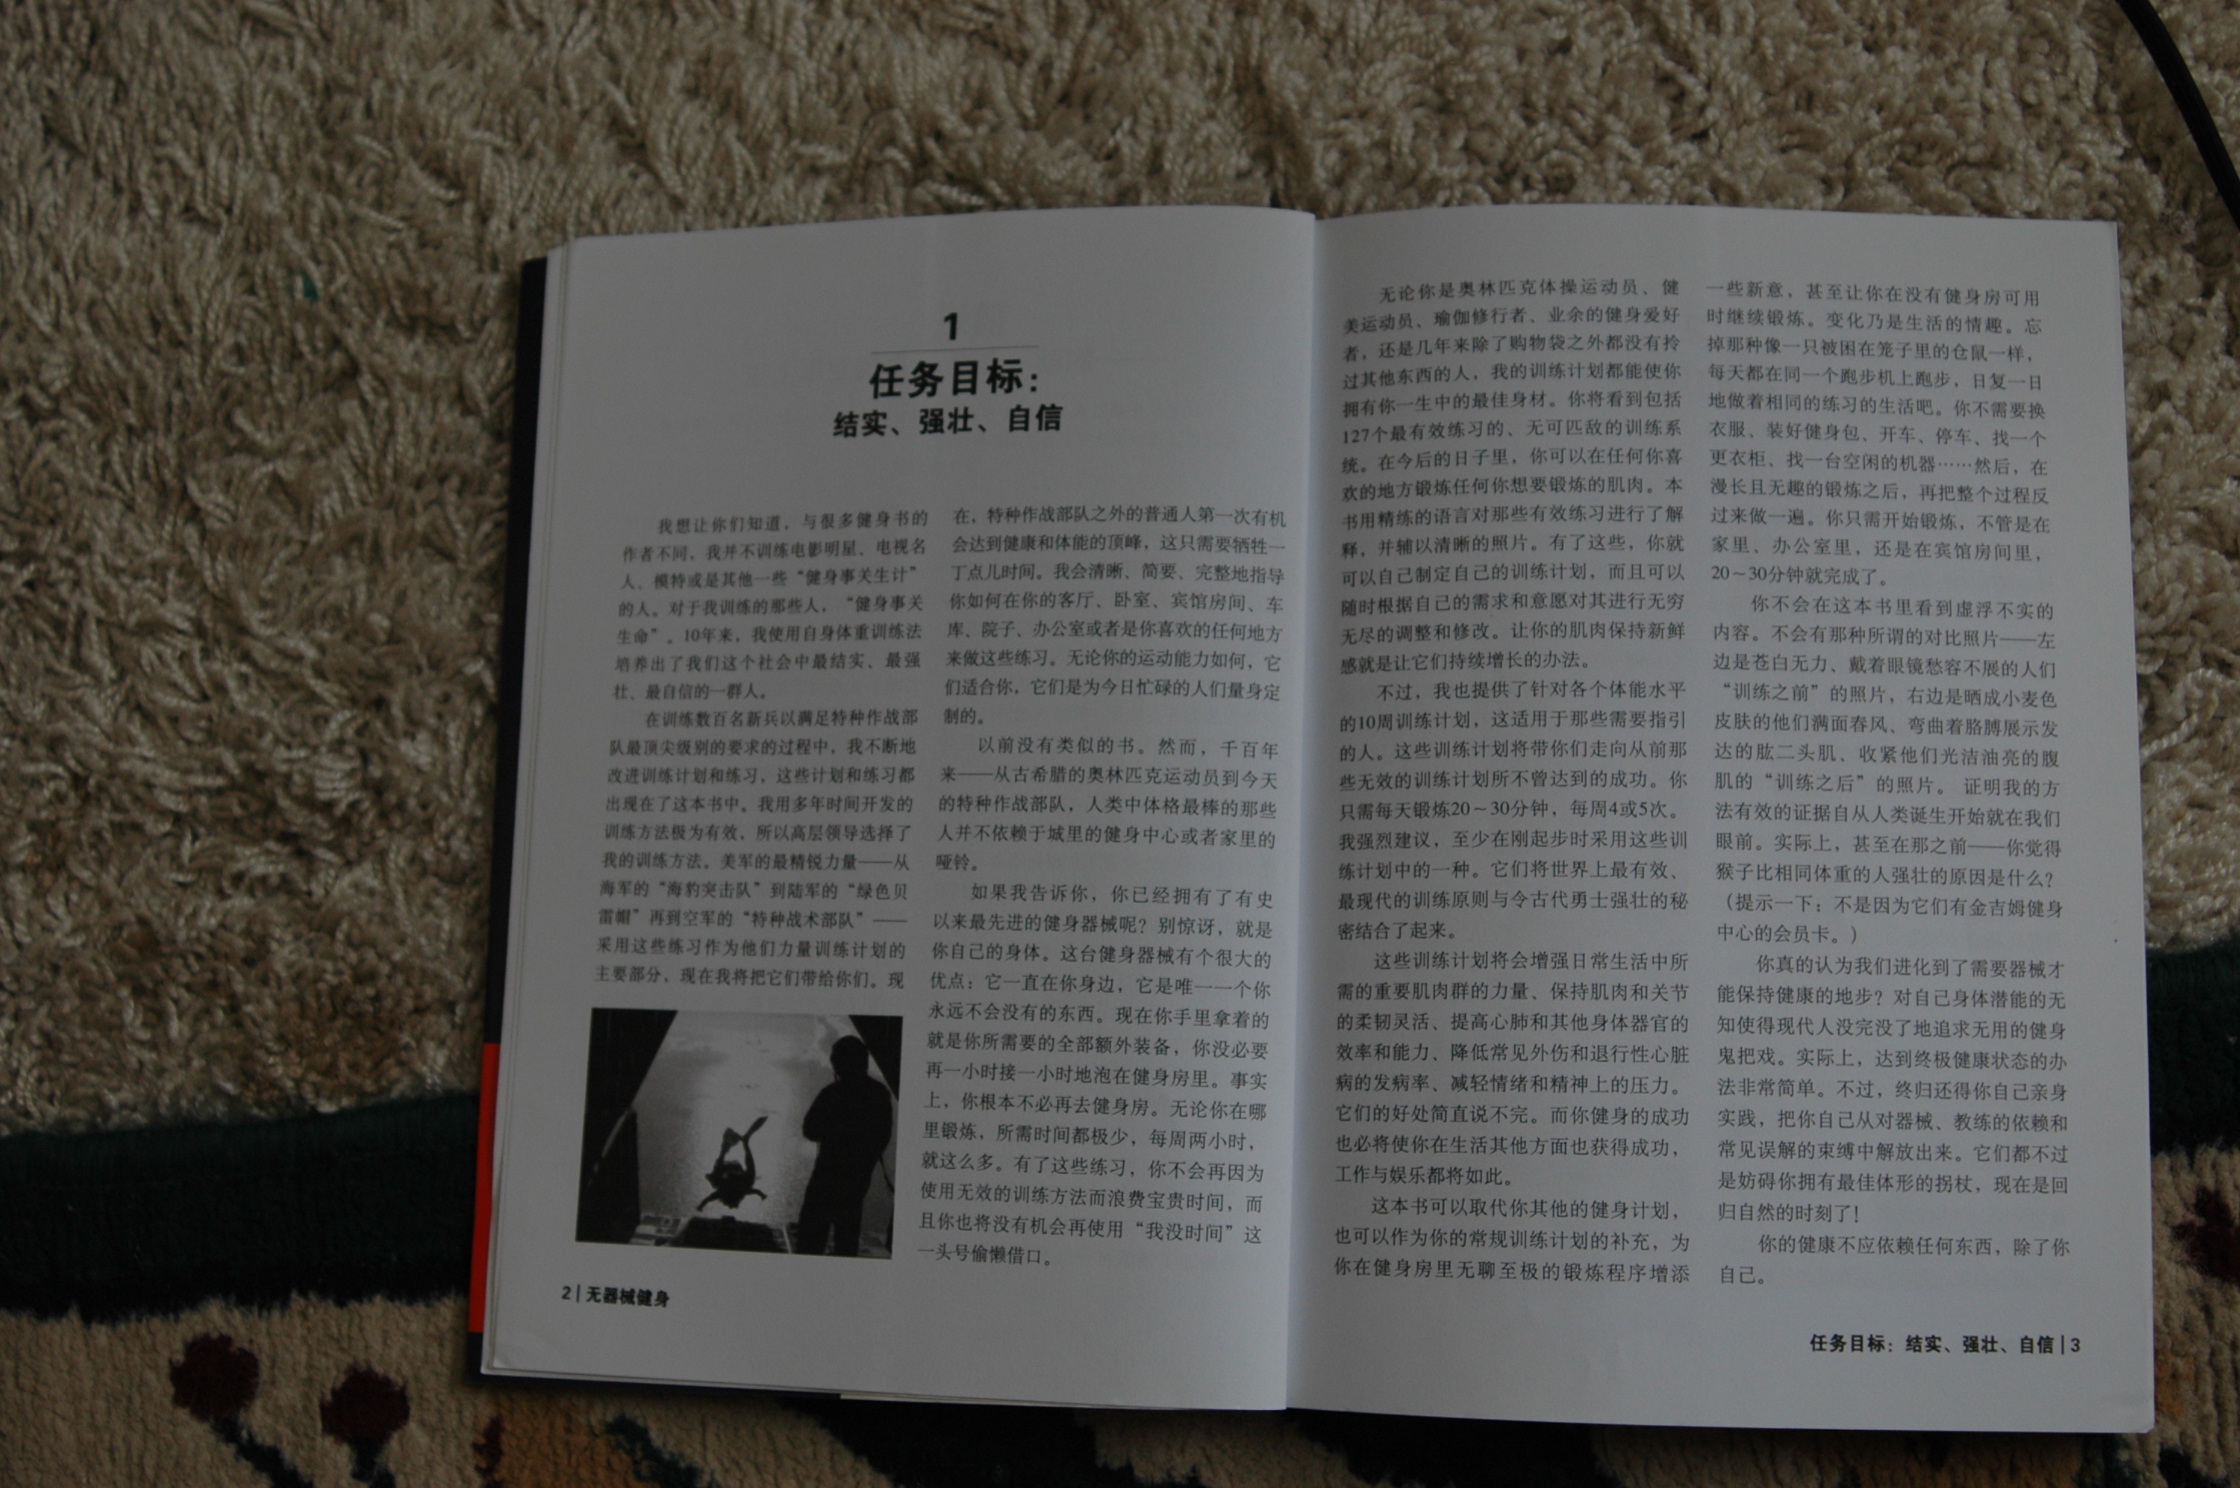 1
任务目标：
结实、强壮、自信
我想让你们知道，与很多健身书的
作者不同，我并不训练电影明星、电视名
人、模特或是其他一些“健身事关生计”
的人。对于我训练的那些人，“健身事关
生命”。10年来，我使用自身体重训练法
培养出了我们这个社会中最结实、最强
壮、最自信的一群人。
在训练数百名新兵以满足特种作战部
队最顶尖级别的要求的过程中，我不断地
改进训练计划和练习，这些计划和练习都
出现在了这本书中。我用多年时间开发的
训练方法极为有效，所以高层领导选择了
我的训练方法。美军的最精锐力量——从
海军的“海豹突击队”到陆军的“绿色贝
雷帽”再到空军的“特种战术部队”——
采用这些练习作为他们力量训练计划的
主要部分，现在我将把它们带给你们。现
在，特种作战部队之外的普通人第一次有机
会达到健康和体能的顶峰，这只需要牺牲一
丁点儿时间。我会清晰、简要、完整地指导
你如何在你的客厅、卧室、宾馆房间、车
库、院子、办公室或者是你喜欢的任何地方
来做这些练习。无论你的运动能力如何，它
们适合你，它们是为今日忙碌的人们量身定
制的。
以前没有类似的书。然而，千百年
来——从古希腊的奥林匹克运动员到今天
的特种作战部队，人类中体格最棒的那些
人并不依赖于城里的健身中心或者家里的
哑铃。
如果我告诉你，你已经拥有了有史
以来最先进的健身器械呢？别惊讶，就是
你自己的身体。这台健身器械有个很大的
优点：它一直在你身边，它是唯一一个你
永远不会没有的东西。现在你手里拿着的
就是你所需要的全部额外装备，你没必要
再一小时接一小时地泡在健身房里。事实
上，你根本不必再去健身房。无论你在哪
里锻炼，所需时间都极少，每周两小时，
就这么多。有了这些练习，你不会再因为
使用无效的训练方法而浪费宝贵时间，而
且你也将没有机会再使用“我没时间”这
一头号偷懒借口。
2 | 无器械健身
无论你是奥林匹克体操运动员、健
美运动员、瑜伽修行者、业余的健身爱好
者，还是几年来除了购物袋之外都没有拎
过其他东西的人，我的训练计划都能使你
拥有你一生中的最佳身材。你将看到包括
127个最有效练习的、无可匹敌的训练系
统。在今后的日子里，你可以在任何你喜
欢的地方锻炼任何你想要锻炼的肌肉。本
书用精练的语言对那些有效练习进行了解
释，并辅以清晰的照片。有了这些，你就
可以自己制定自己的训练计划，而且可以
随时根据自己的需求和意愿对其进行无穷
无尽的调整和修改。让你的肌肉保持新鲜
感就是让它们持续增长的办法。
不过，我也提供了针对各个体能水平
的10周训练计划，这适用于那些需要指引
的人。这些训练计划将带你们走向从前那
些无效的训练计划所不曾达到的成功。你
只需每天锻炼20～30分钟，每周4或5次。
我强烈建议，至少在刚起步时采用这些训
练计划中的一种。它们将世界上最有效、
最现代的训练原则与令古代勇士强壮的秘
密结合了起来。
这些训练计划将会增强日常生活中所
需的重要肌肉群的力量、保持肌肉和关节
的柔韧灵活、提高心肺和其他身体器官的
效率和能力、降低常见外伤和退行性心脏
病的发病率、减轻情绪和精神上的压力。
它们的好处简直说不完。而你健身的成功
也必将使你在生活其他方面也获得成功，
工作与娱乐都将如此。
这本书可以取代你其他的健身计划，
也可以作为你的常规训练计划的补充，为
你在健身房里无聊至极的锻炼程序增添
一些新意，甚至让你在没有健身房可用
时继续锻炼。变化乃是生活的情趣。忘
掉那种像一只被困在笼子里的仓鼠一样，
每天都在同一个跑步机上跑步，日复一日
地做着相同的练习的生活吧。你不需要换
衣服、装好健身包、开车、停车、找一个
更衣柜、找一台空闲的机器……然后，在
漫长且无趣的锻炼之后，再把整个过程反
过来做一遍。你只需开始锻炼，不管是在
家里、办公室里，还是在宾馆房间里，
20～30分钟就完成了。
你不会在这本书里看到虚浮不实的
内容。不会有那种所谓的对比照片——左
边是苍白无力、戴着眼镜愁容不展的人们
“训练之前”的照片，右边是晒成小麦色
皮肤的他们满面春风、弯曲着胳膊展示发
达的肱二头肌、收紧他们光洁油亮的腹
肌的“训练之后”的照片。 证明我的方
法有效的证据自从人类诞生开始就在我们
眼前。实际上，甚至在那之前——你觉得
猴子比相同体重的人强壮的原因是什么？
（提示一下：不是因为它们有金吉姆健身
中心的会员卡。）
你真的认为我们进化到了需要器械才
能保持健康的地步？对自己身体潜能的无
知使得现代人没完没了地追求无用的健身
鬼把戏。实际上，达到终极健康状态的办
法非常简单。不过，终归还得你自己亲身
实践，把你自己从对器械、教练的依赖和
常见误解的束缚中解放出来。它们都不过
是妨碍你拥有最佳体形的拐杖，现在是回
归自然的时刻了！
你的健康不应依赖任何东西，除了你
自己。
任务目标：结实、强壮、自信 | 3